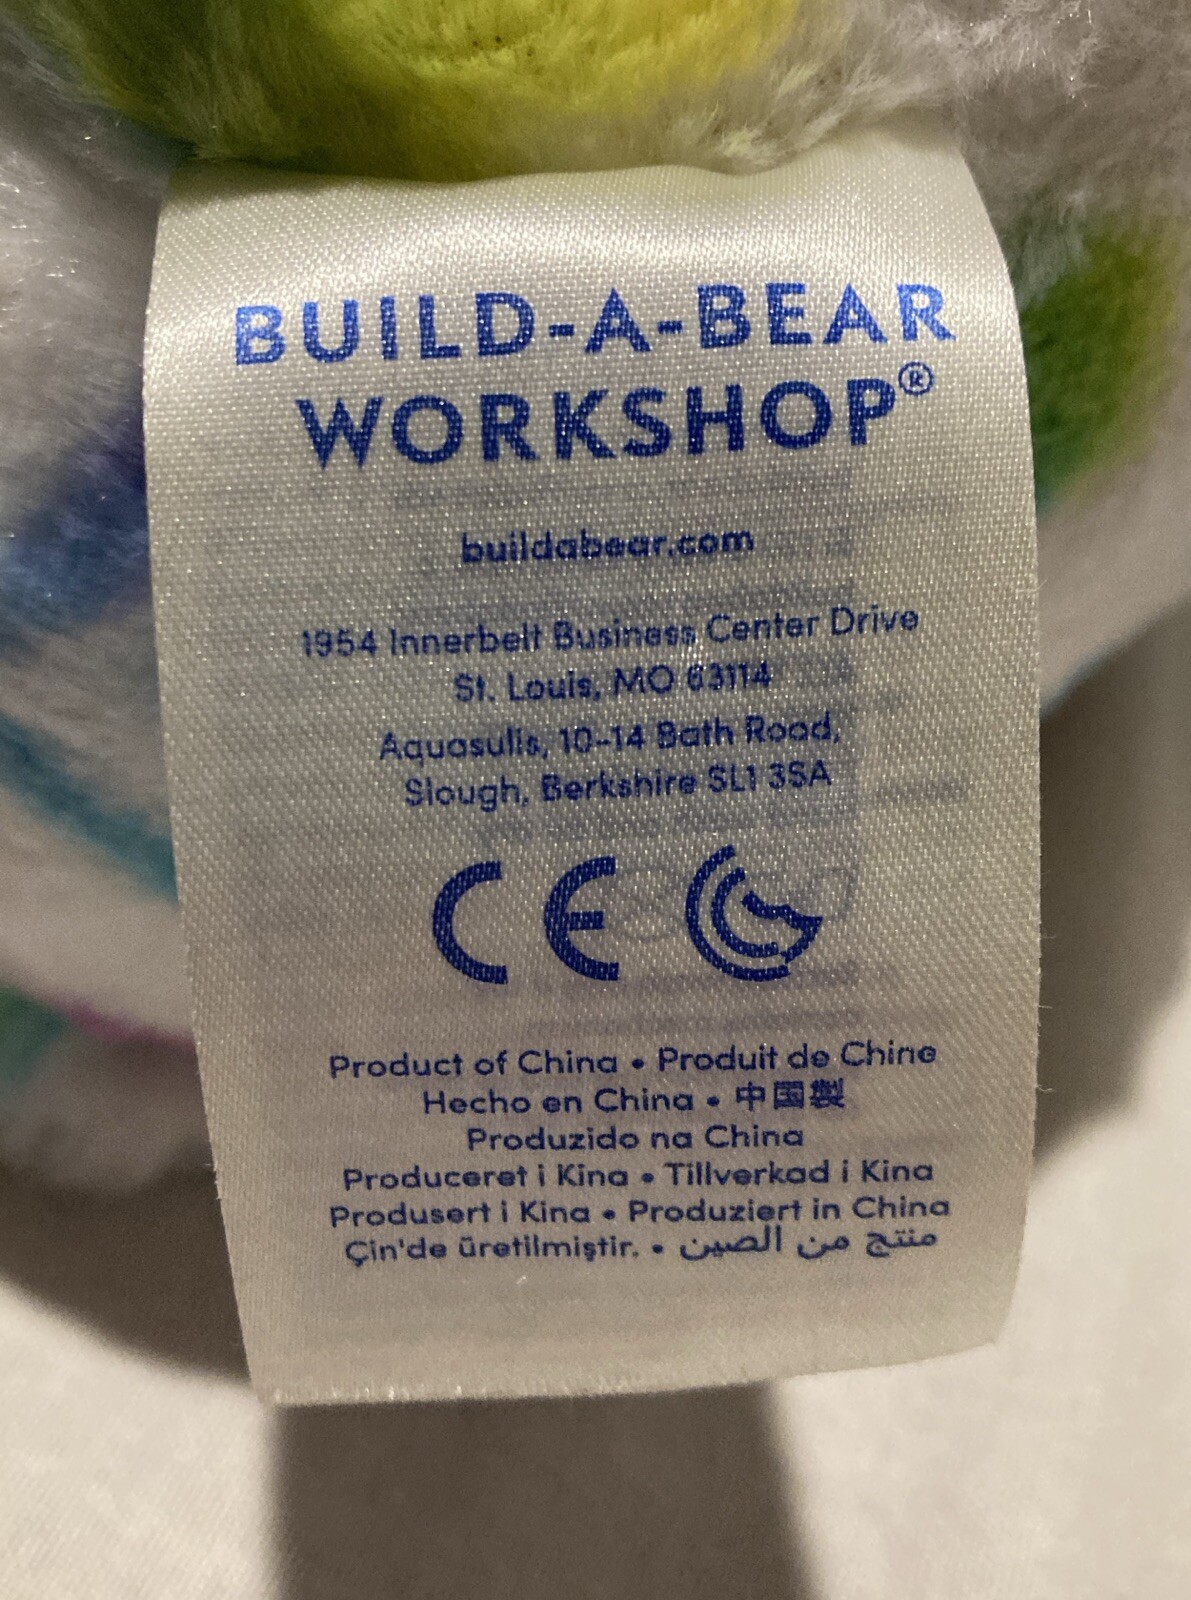 BUILD-A-BEAR
WORKSHOP®
buildabear.com
1954 Innerbelt Business Center Drive
St. Louis, MO 63114
Aquasulis, 10-14 Bath Road,
Slough, Berkshire SL1 3SA
CE
Product of China • Produit de Chine
Hecho en China • 中国製
Produzido na China
Produceret i Kina • Tillverkad i Kina
Produsert i Kina • Produziert in China
Çin'de üretilmiştir. • منتج من الصين